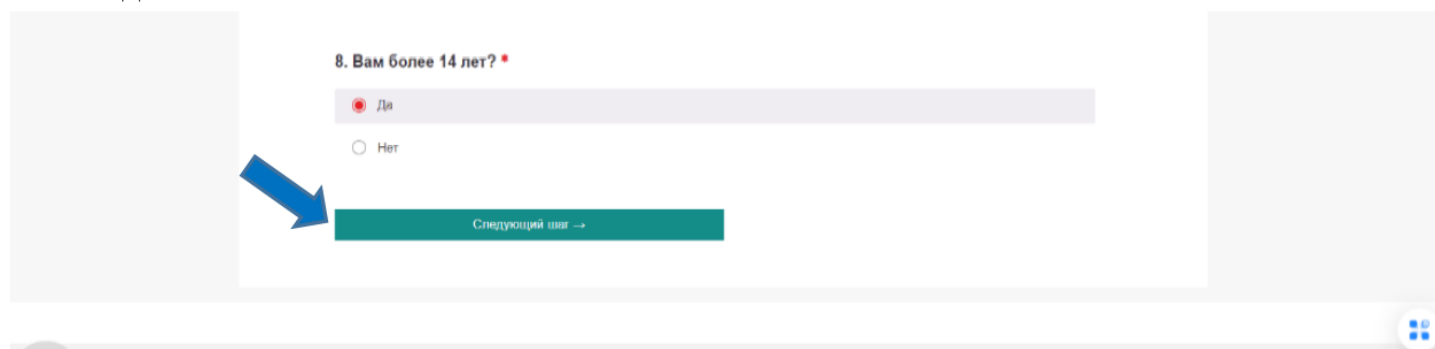 8. Вам более 14 лет? *
Да
Нет
Следующий шаг →